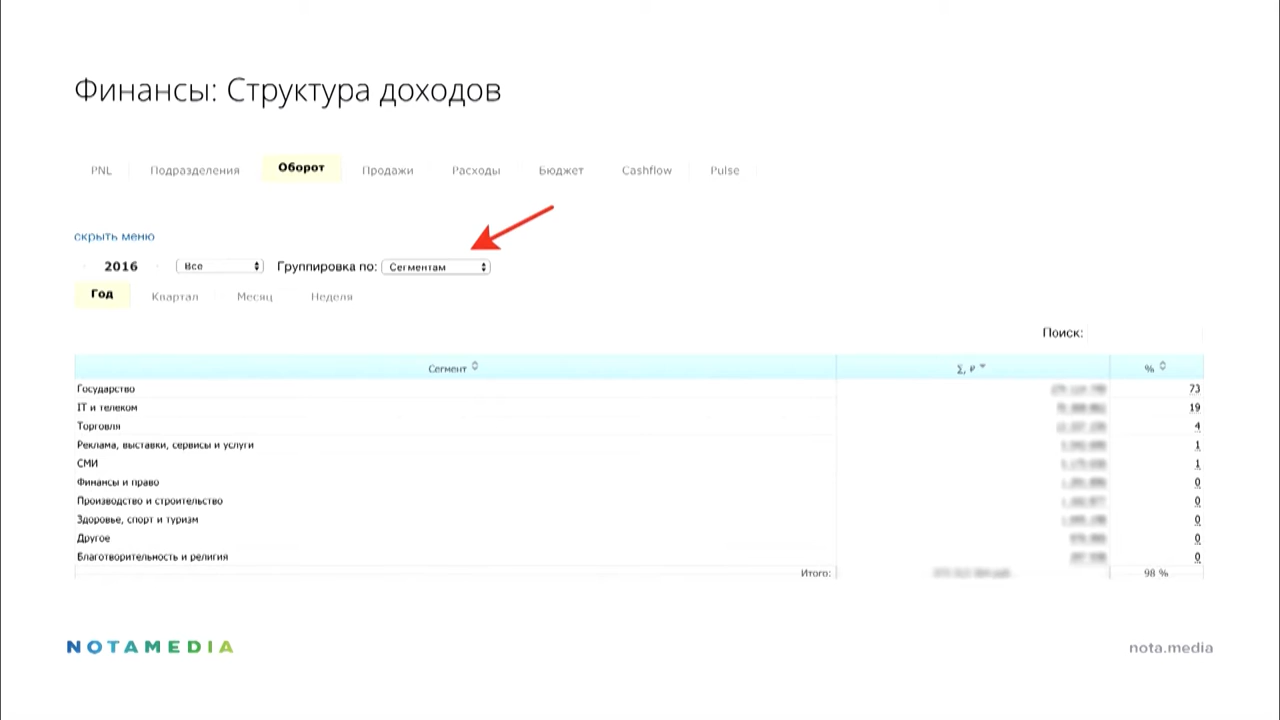 Финансы: Структура доходов
PNL Подразделения Оборот Продажи Расходы Бюджет Cashflow Pulse
скрыть меню
2016 Все Группировка по: Сегментам
Год Квартал Месяц Неделя
Поиск:
Сегмент Σ, ₽ %
Государство 73
IT и телеком 19
Торговля 4
Реклама, выставки, сервисы и услуги 1
СМИ 1
Финансы и право 0
Производство и строительство 0
Здоровье, спорт и туризм 0
Другое 0
Благотворительность и религия 0
Итого: 98 %
NOTAMEDIA nota.media